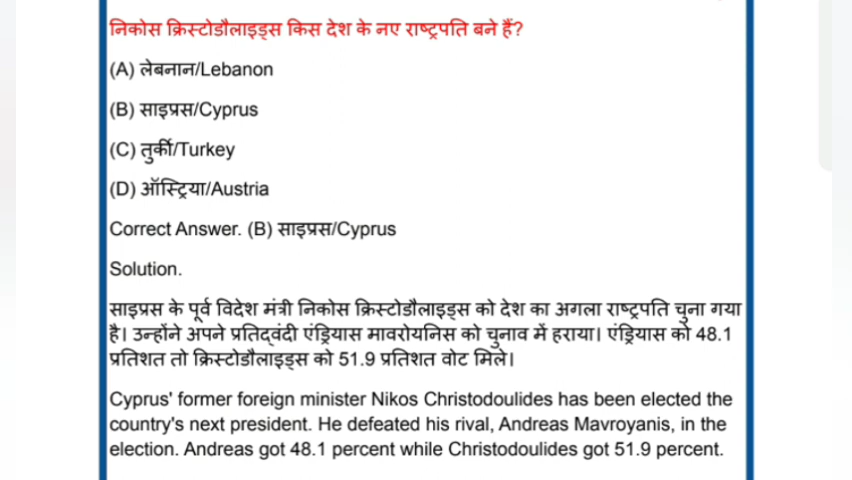 निकोस क्रिस्टोडौलाइड्स किस देश के नए राष्ट्रपति बने हैं?
(A) लेबनान/Lebanon
(B) साइप्रस/Cyprus
(C) तुर्की/Turkey
(D) ऑस्ट्रिया/Austria
Correct Answer. (B) साइप्रस/Cyprus
Solution.
साइप्रस के पूर्व विदेश मंत्री निकोस क्रिस्टोडौलाइड्स को देश का अगला राष्ट्रपति चुना गया
है। उन्होंने अपने प्रतिद्वंदी एंड्रियास मावरोयनिस को चुनाव में हराया। एंड्रियास को 48.1
प्रतिशत तो क्रिस्टोडौलाइड्स को 51.9 प्रतिशत वोट मिले।
Cyprus' former foreign minister Nikos Christodoulides has been elected the
country's next president. He defeated his rival, Andreas Mavroyanis, in the
election. Andreas got 48.1 percent while Christodoulides got 51.9 percent.